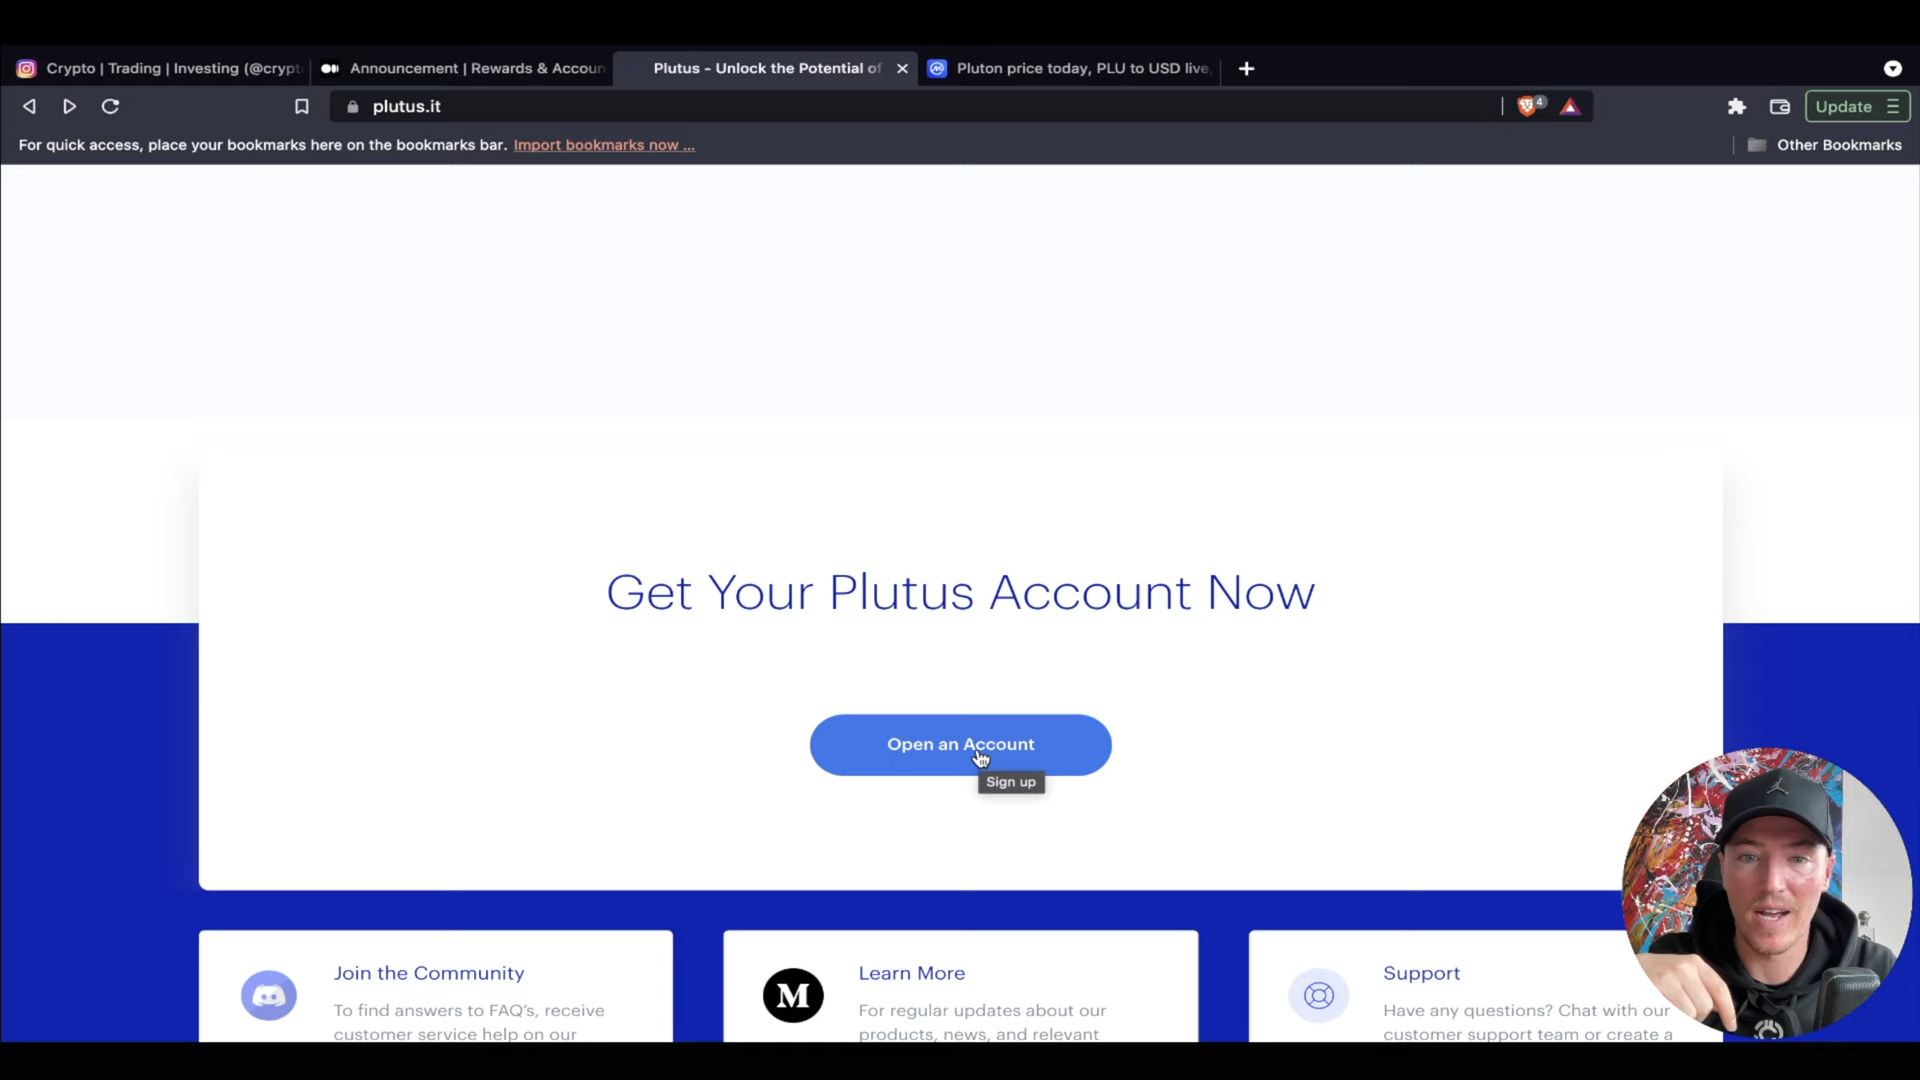 Crypto | Trading | Investing (@crypt
Announcement | Rewards & Accoun
Plutus - Unlock the Potential of
Pluton price today, PLU to USD live,
plutus.it
4
Update
For quick access, place your bookmarks here on the bookmarks bar. Import bookmarks now ...
Other Bookmarks
Get Your Plutus Account Now
Open an Account
Sign up
Join the Community
To find answers to FAQ's, receive
customer service help on our
M
Learn More
For regular updates about our
products, news, and relevant
Support
Have any questions? Chat with our
customer support team or create a